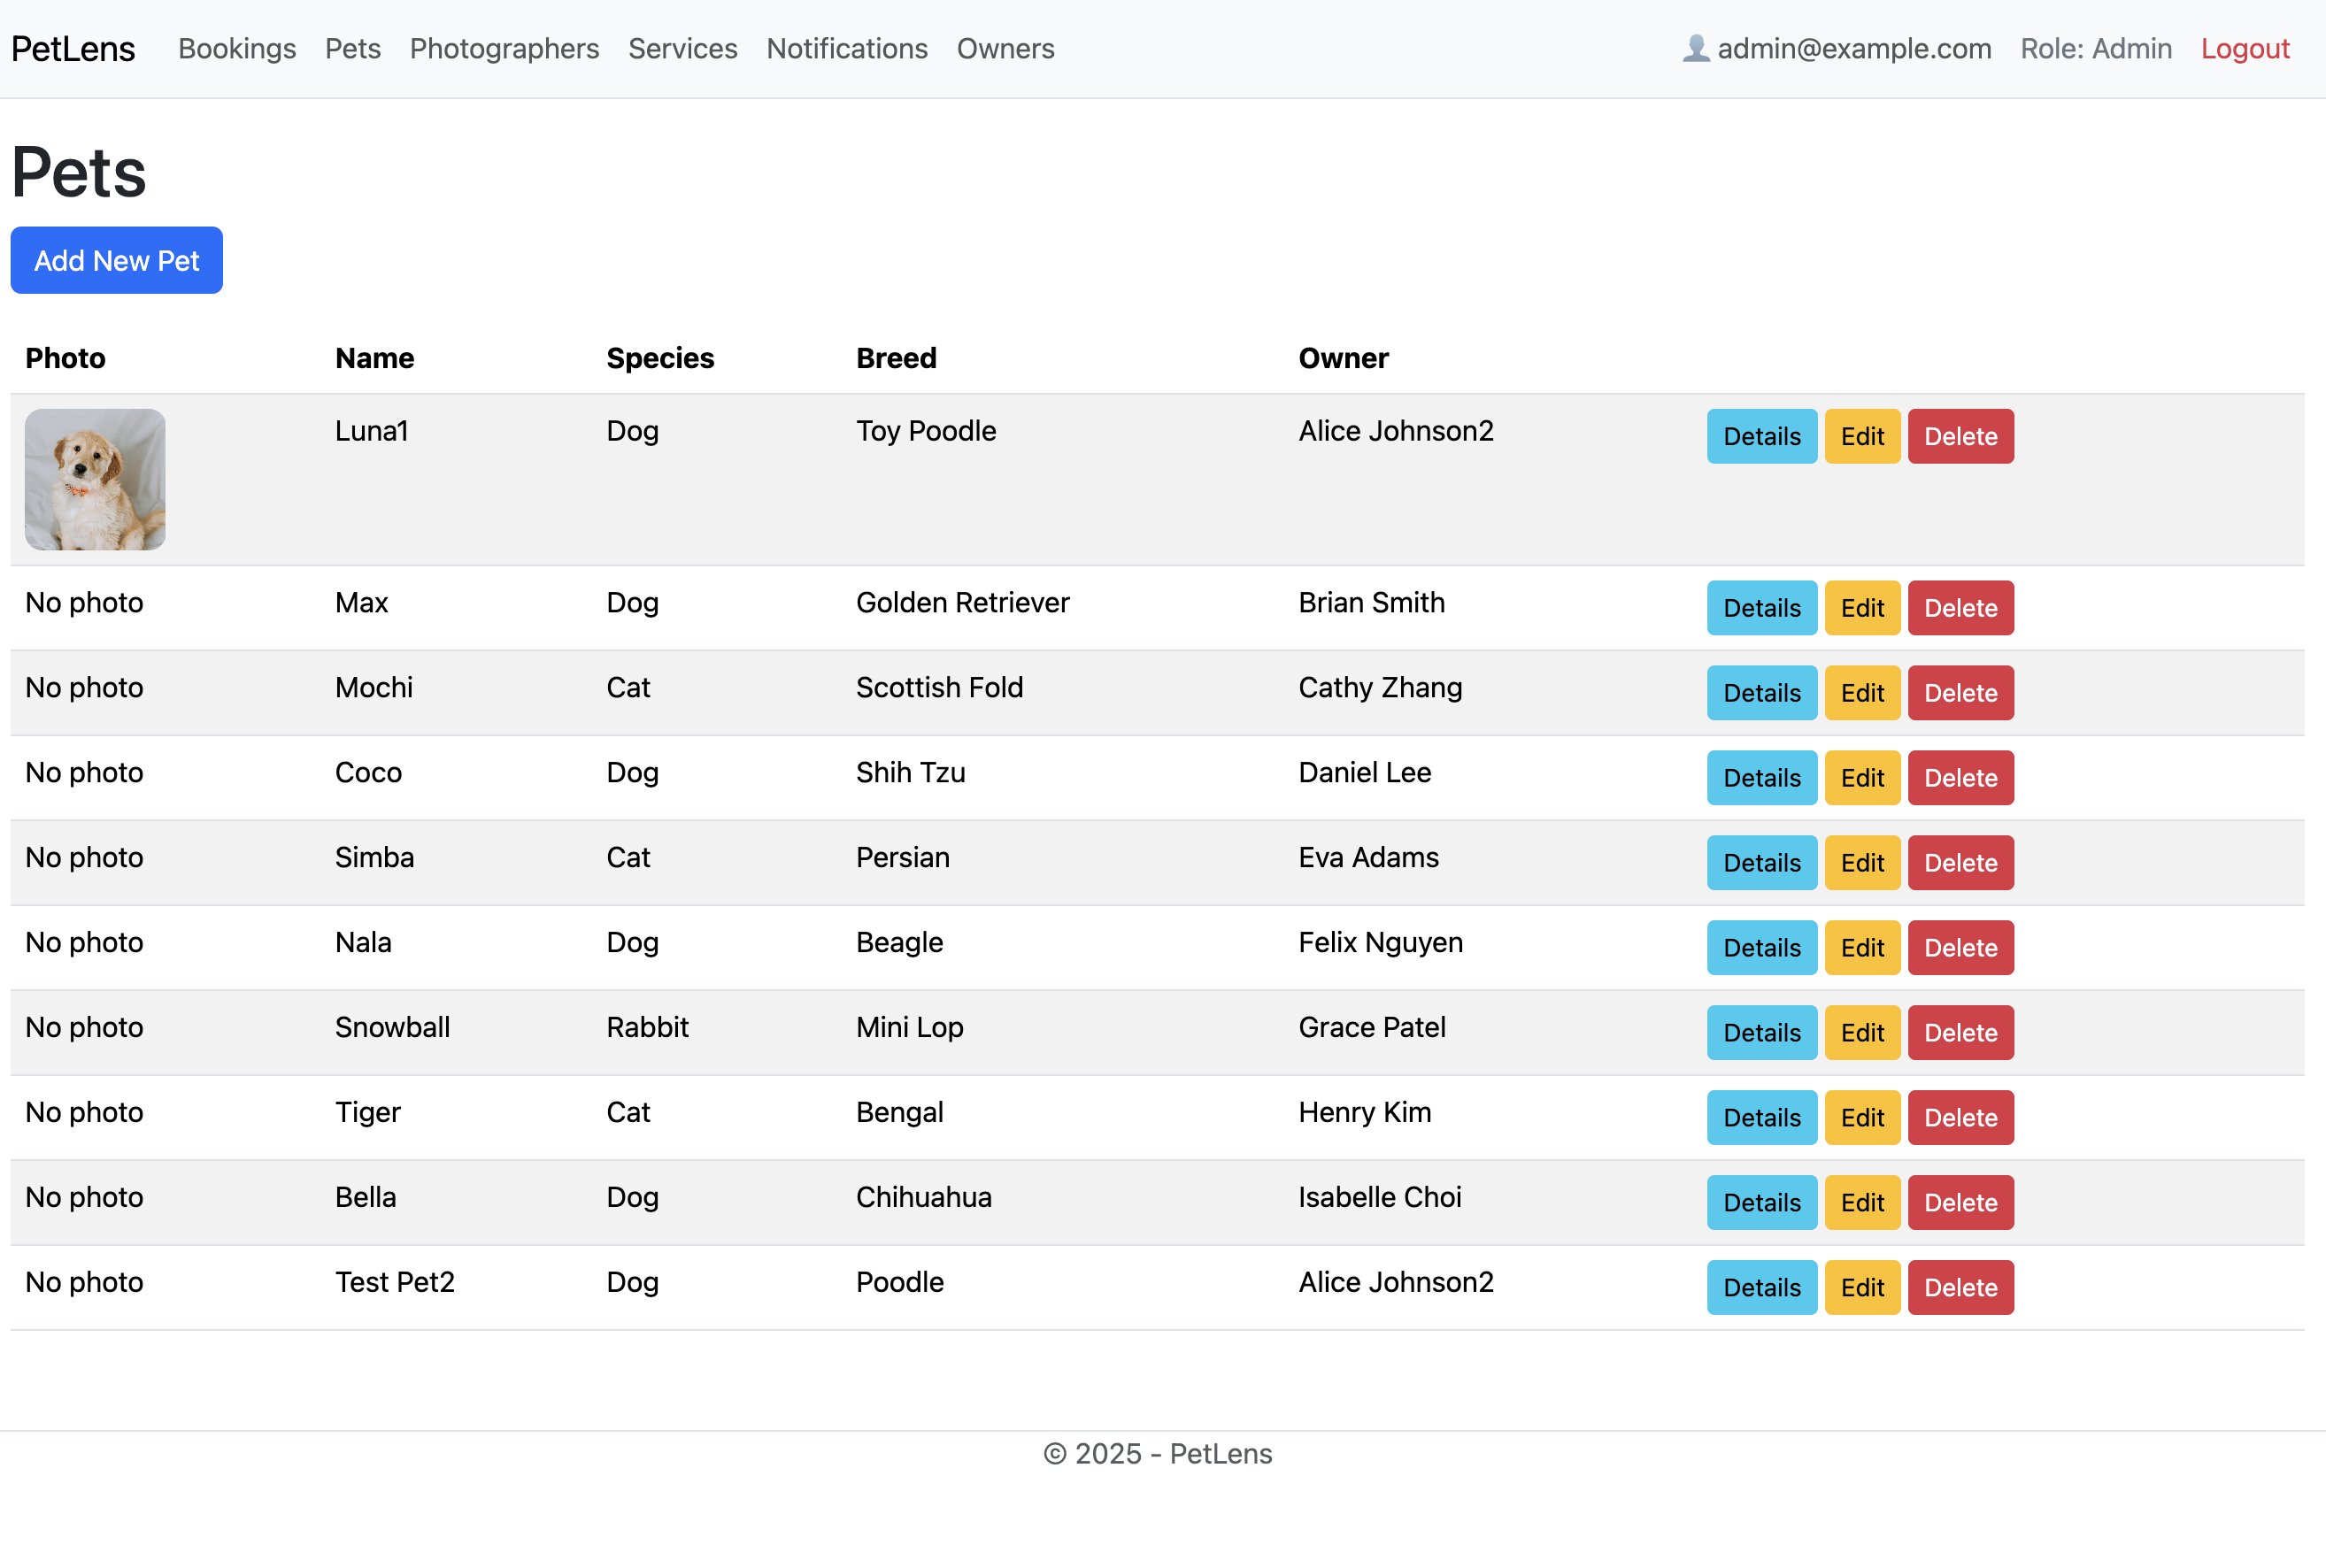 PetLens Bookings Pets Photographers Services Notifications Owners admin@example.com Role: Admin Logout
Pets
Add New Pet
Photo Name Species Breed Owner
Luna1 Dog Toy Poodle Alice Johnson2 Details Edit Delete
No photo Max Dog Golden Retriever Brian Smith Details Edit Delete
No photo Mochi Cat Scottish Fold Cathy Zhang Details Edit Delete
No photo Coco Dog Shih Tzu Daniel Lee Details Edit Delete
No photo Simba Cat Persian Eva Adams Details Edit Delete
No photo Nala Dog Beagle Felix Nguyen Details Edit Delete
No photo Snowball Rabbit Mini Lop Grace Patel Details Edit Delete
No photo Tiger Cat Bengal Henry Kim Details Edit Delete
No photo Bella Dog Chihuahua Isabelle Choi Details Edit Delete
No photo Test Pet2 Dog Poodle Alice Johnson2 Details Edit Delete
© 2025 - PetLens